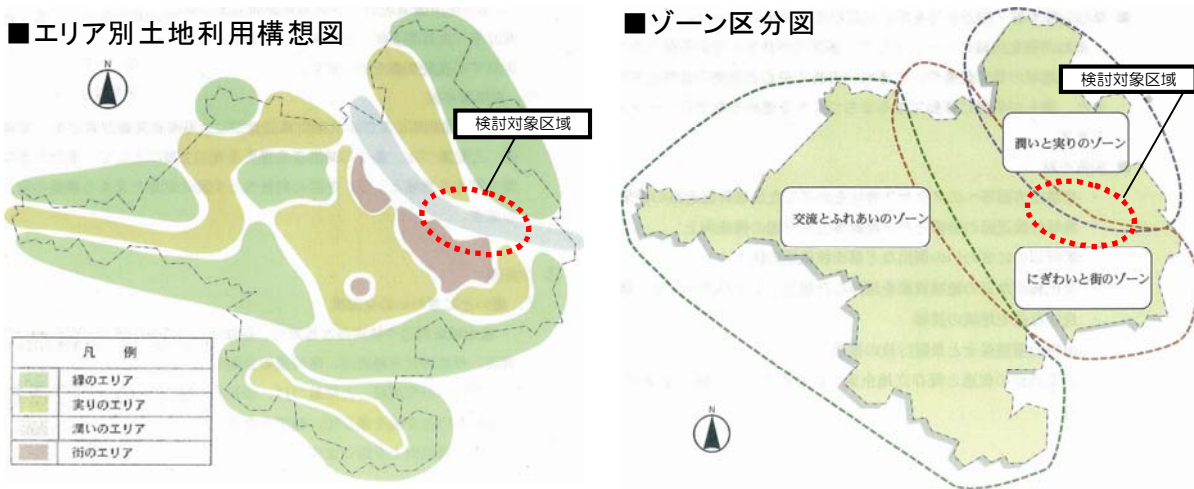 ■エリア別土地利用構想図
N
検討対象区域
凡 例
緑のエリア
実りのエリア
潤いのエリア
街のエリア
■ゾーン区分図
検討対象区域
潤いと実りのゾーン
交流とふれあいのゾーン
にぎわいと街のゾーン
N